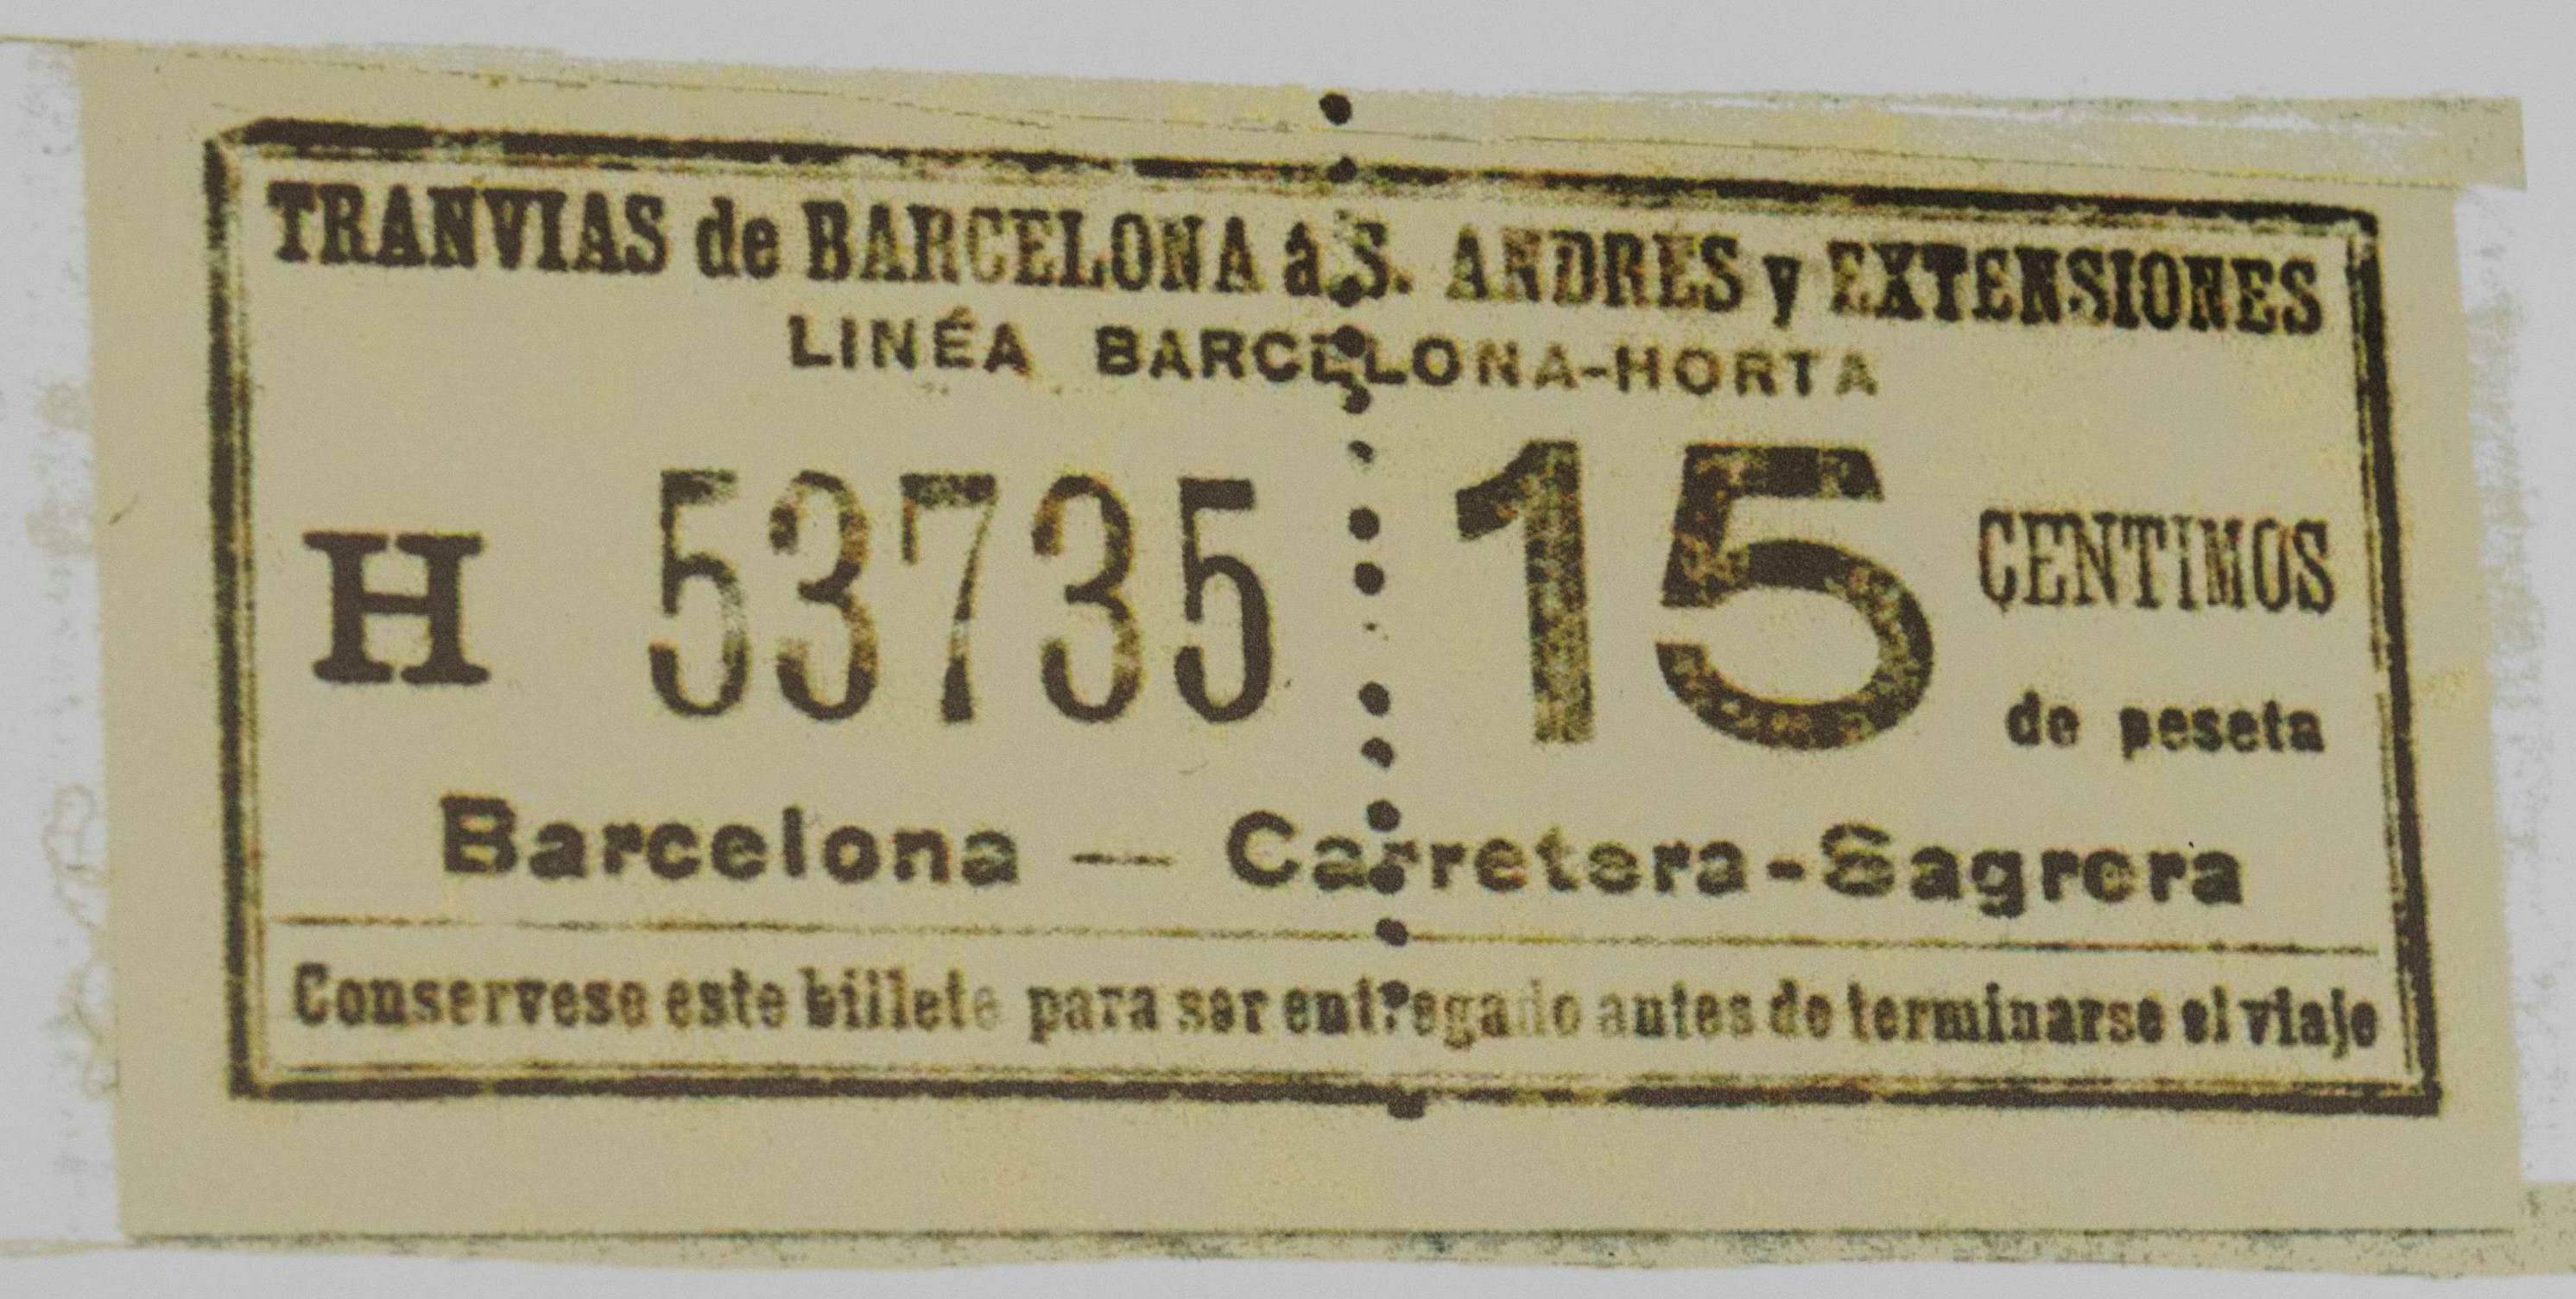 TRANVIAS de BARCELONA á S. ANDRÉS y EXTENSIONES
LINÉA BARCELONA-HORTA
H 53735 15 CENTIMOS
de peseta
Barcelona — Carretera-Sagrera
Conservese este billete para ser entregado antes de terminarse el viaje